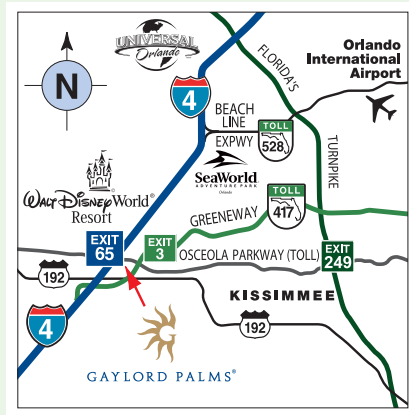 UNIVERSAL
Orlando
FLORIDA'S
Orlando
International
Airport
N
4
BEACH
LINE
EXPWY
TOLL
528
TURNPIKE
SeaWorld
ADVENTURE PARK
Orlando
WALT DISNEY World®
Resort
TOLL
417
GREENEWAY
EXIT
65
EXIT
3
OSCEOLA PARKWAY (TOLL)
EXIT
249
192
KISSIMMEE
4
192
G
GAYLORD PALMS®